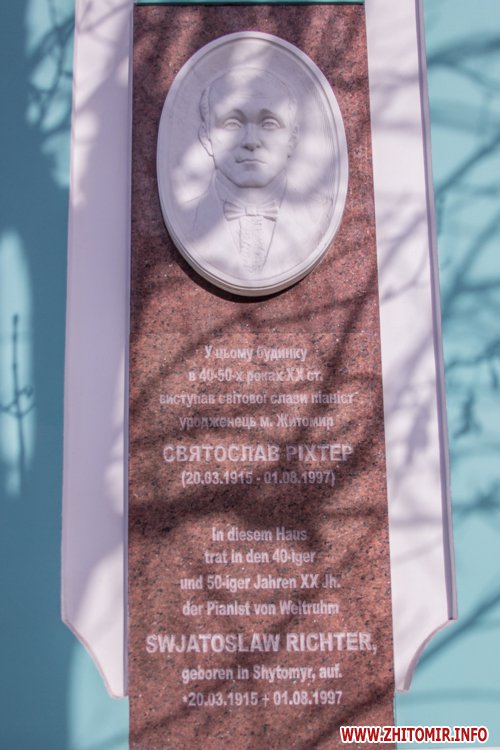 У цьому будинку
в 40-50-х роках ХХ ст.
виступав світової слави піаніст
уродженець м. Житомир
СВЯТОСЛАВ РІХТЕР
(20.03.1915 - 01.08.1997)
In diesem Haus
trat in den 40-iger
und 50-iger Jahren XX Jh.
der Pianist von Weltruhm
SWJATOSLAW RICHTER,
geboren in Shytomyr, auf.
*20.03.1915 + 01.08.1997
WWW.ZHITOMIR.INFO